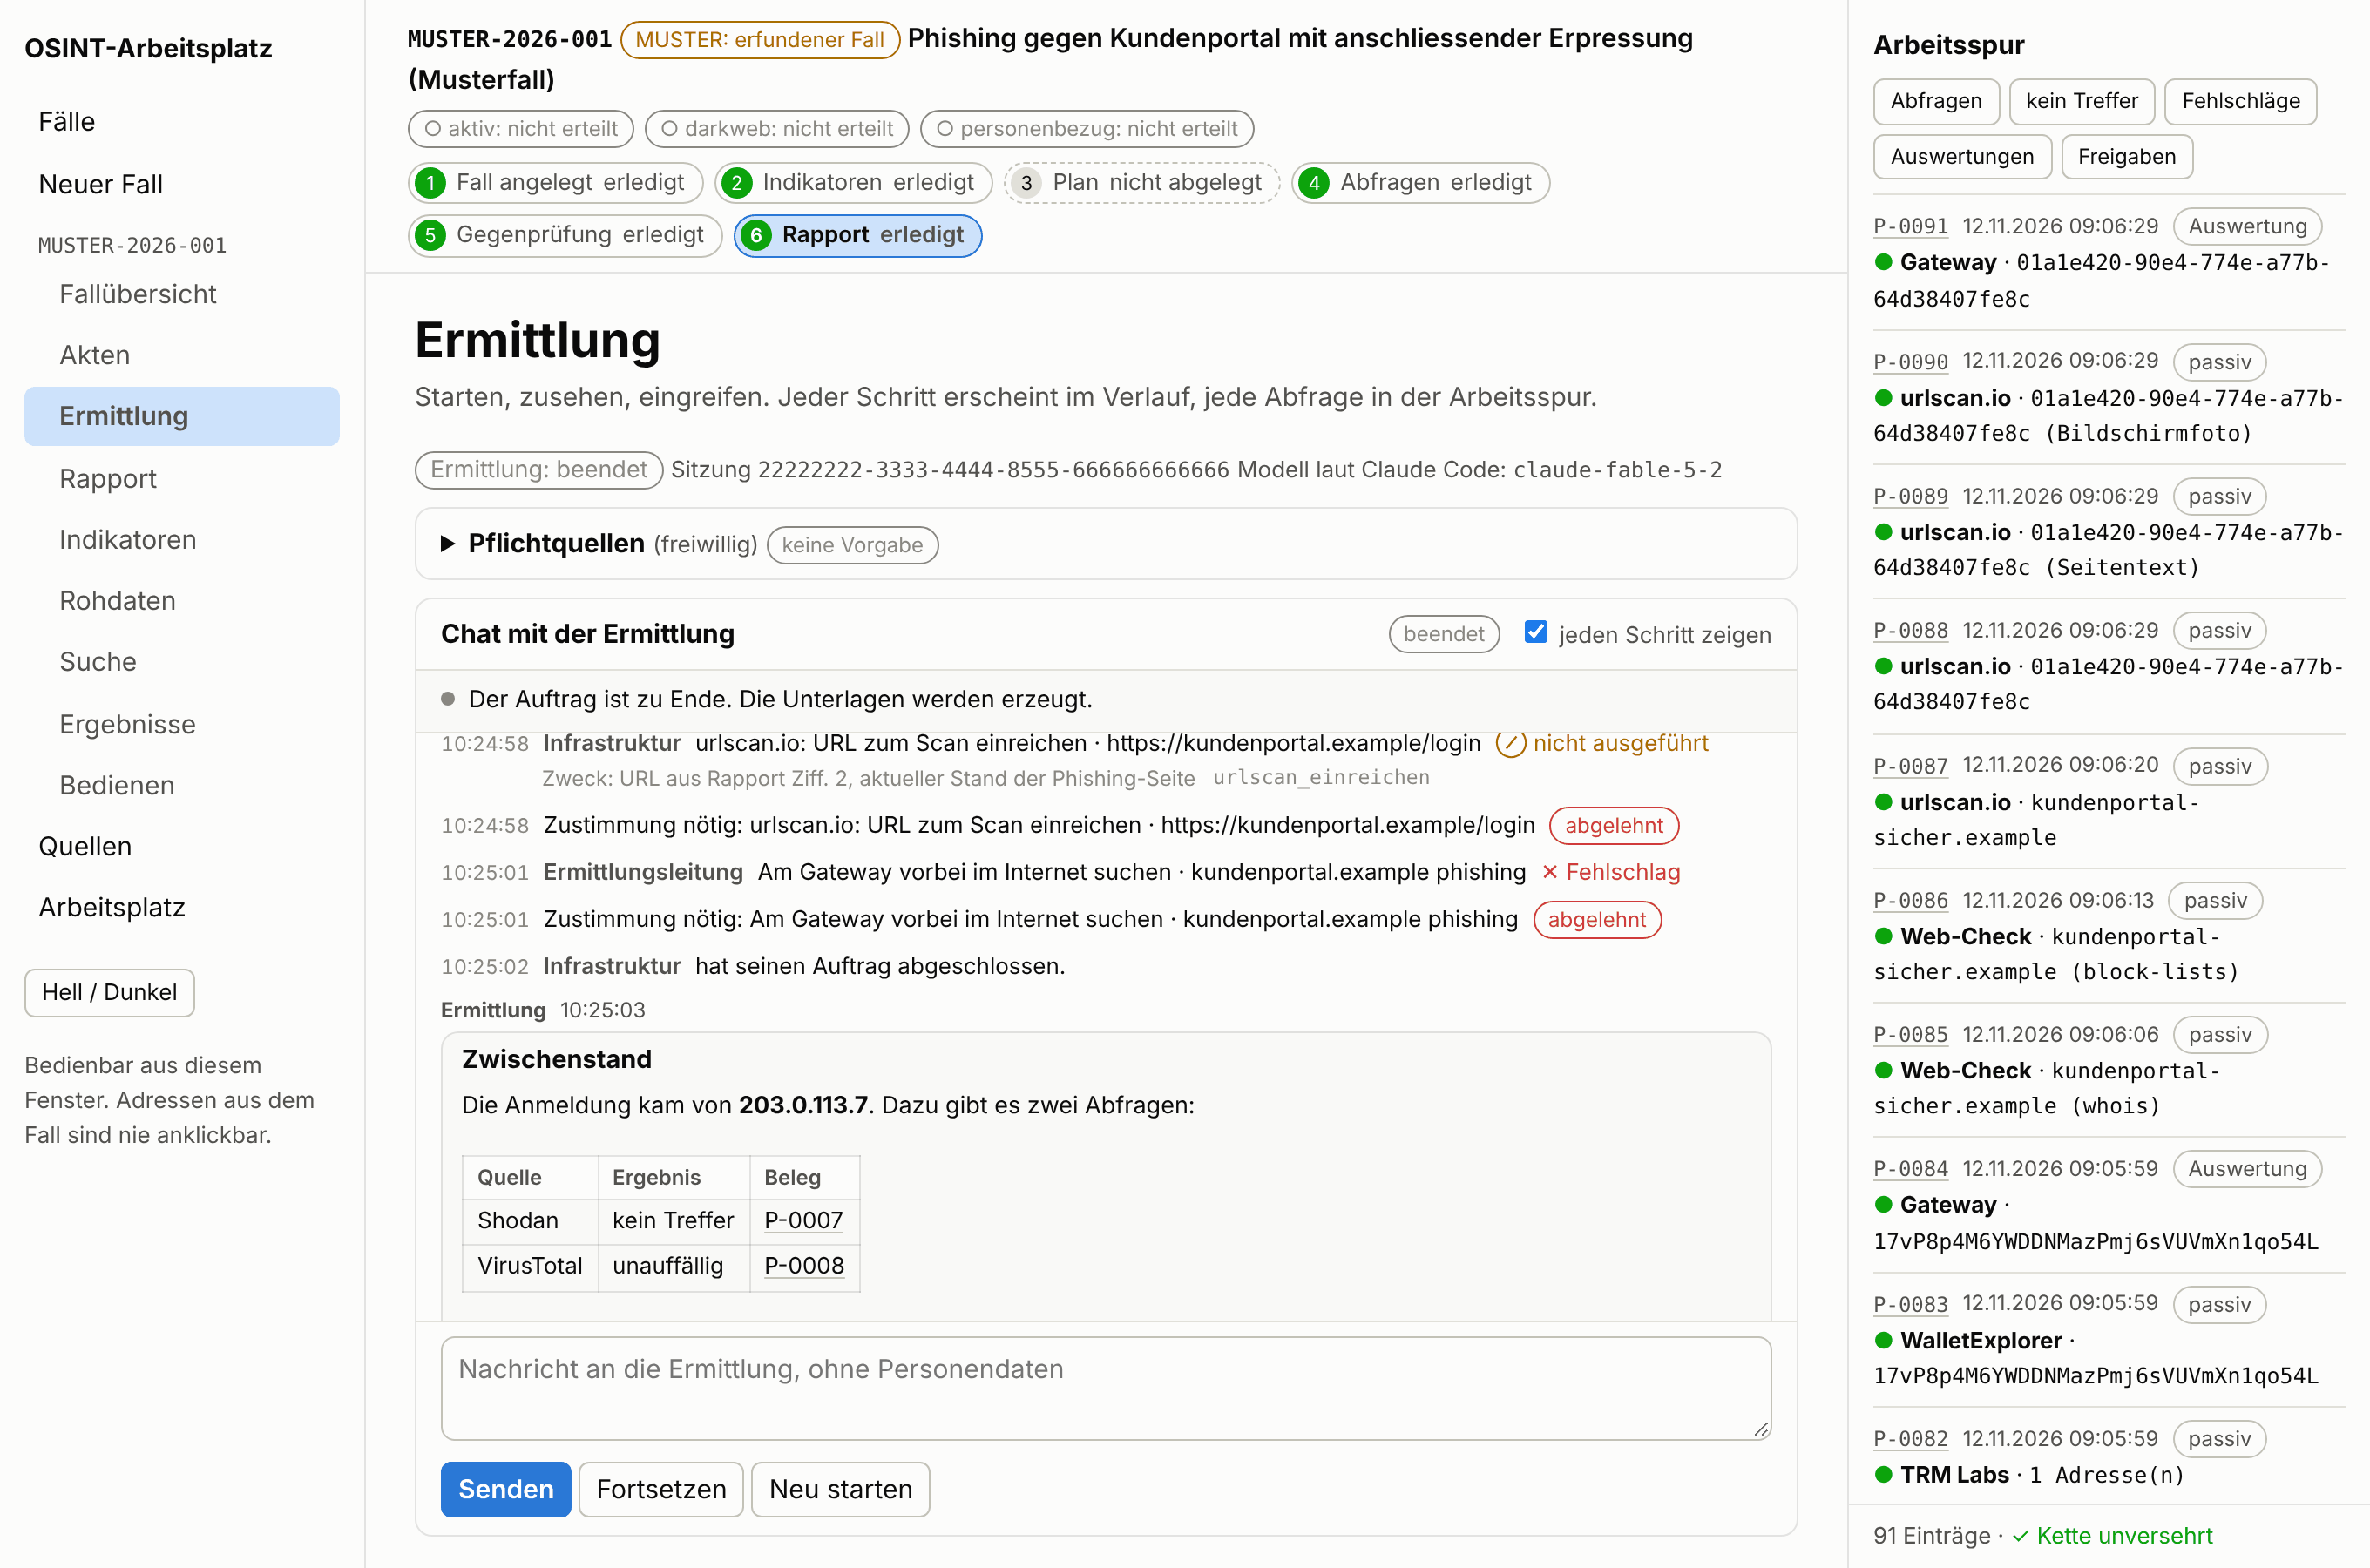 OSINT-Arbeitsplatz
Fälle
Neuer Fall
MUSTER-2026-001
Fallübersicht
Akten
Ermittlung
Rapport
Indikatoren
Rohdaten
Suche
Ergebnisse
Bedienen
Quellen
Arbeitsplatz
Hell / Dunkel
Bedienbar aus diesem
Fenster. Adressen aus dem
Fall sind nie anklickbar.
MUSTER-2026-001 MUSTER: erfundener Fall Phishing gegen Kundenportal mit anschliessender Erpressung
(Musterfall)
aktiv: nicht erteilt darkweb: nicht erteilt personenbezug: nicht erteilt
1 Fall angelegt erledigt 2 Indikatoren erledigt 3 Plan nicht abgelegt 4 Abfragen erledigt
5 Gegenprüfung erledigt 6 Rapport erledigt
Ermittlung
Starten, zusehen, eingreifen. Jeder Schritt erscheint im Verlauf, jede Abfrage in der Arbeitsspur.
Ermittlung: beendet Sitzung 22222222-3333-4444-8555-666666666666 Modell laut Claude Code: claude-fable-5-2
Pflichtquellen (freiwillig) keine Vorgabe
Chat mit der Ermittlung beendet jeden Schritt zeigen
Der Auftrag ist zu Ende. Die Unterlagen werden erzeugt.
10:24:58 Infrastruktur urlscan.io: URL zum Scan einreichen · https://kundenportal.example/login nicht ausgeführt
Zweck: URL aus Rapport Ziff. 2, aktueller Stand der Phishing-Seite urlscan_einreichen
10:24:58 Zustimmung nötig: urlscan.io: URL zum Scan einreichen · https://kundenportal.example/login abgelehnt
10:25:01 Ermittlungsleitung Am Gateway vorbei im Internet suchen · kundenportal.example phishing ✕ Fehlschlag
10:25:01 Zustimmung nötig: Am Gateway vorbei im Internet suchen · kundenportal.example phishing abgelehnt
10:25:02 Infrastruktur hat seinen Auftrag abgeschlossen.
Ermittlung 10:25:03
Zwischenstand
Die Anmeldung kam von 203.0.113.7. Dazu gibt es zwei Abfragen:
Quelle Ergebnis Beleg
Shodan kein Treffer P-0007
VirusTotal unauffällig P-0008
Nachricht an die Ermittlung, ohne Personendaten
Senden Fortsetzen Neu starten
Arbeitsspur
Abfragen kein Treffer Fehlschläge
Auswertungen Freigaben
P-0091 12.11.2026 09:06:29 Auswertung
Gateway · 01a1e420-90e4-774e-a77b-
64d38407fe8c
P-0090 12.11.2026 09:06:29 passiv
urlscan.io · 01a1e420-90e4-774e-a77b-
64d38407fe8c (Bildschirmfoto)
P-0089 12.11.2026 09:06:29 passiv
urlscan.io · 01a1e420-90e4-774e-a77b-
64d38407fe8c (Seitentext)
P-0088 12.11.2026 09:06:29 passiv
urlscan.io · 01a1e420-90e4-774e-a77b-
64d38407fe8c
P-0087 12.11.2026 09:06:20 passiv
urlscan.io · kundenportal-
sicher.example
P-0086 12.11.2026 09:06:13 passiv
Web-Check · kundenportal-
sicher.example (block-lists)
P-0085 12.11.2026 09:06:06 passiv
Web-Check · kundenportal-
sicher.example (whois)
P-0084 12.11.2026 09:05:59 Auswertung
Gateway ·
17vP8p4M6YWDDNMazPmj6sVUVmXn1qo54L
P-0083 12.11.2026 09:05:59 passiv
WalletExplorer ·
17vP8p4M6YWDDNMazPmj6sVUVmXn1qo54L
P-0082 12.11.2026 09:05:59 passiv
TRM Labs · 1 Adresse(n)
91 Einträge · ✓ Kette unversehrt